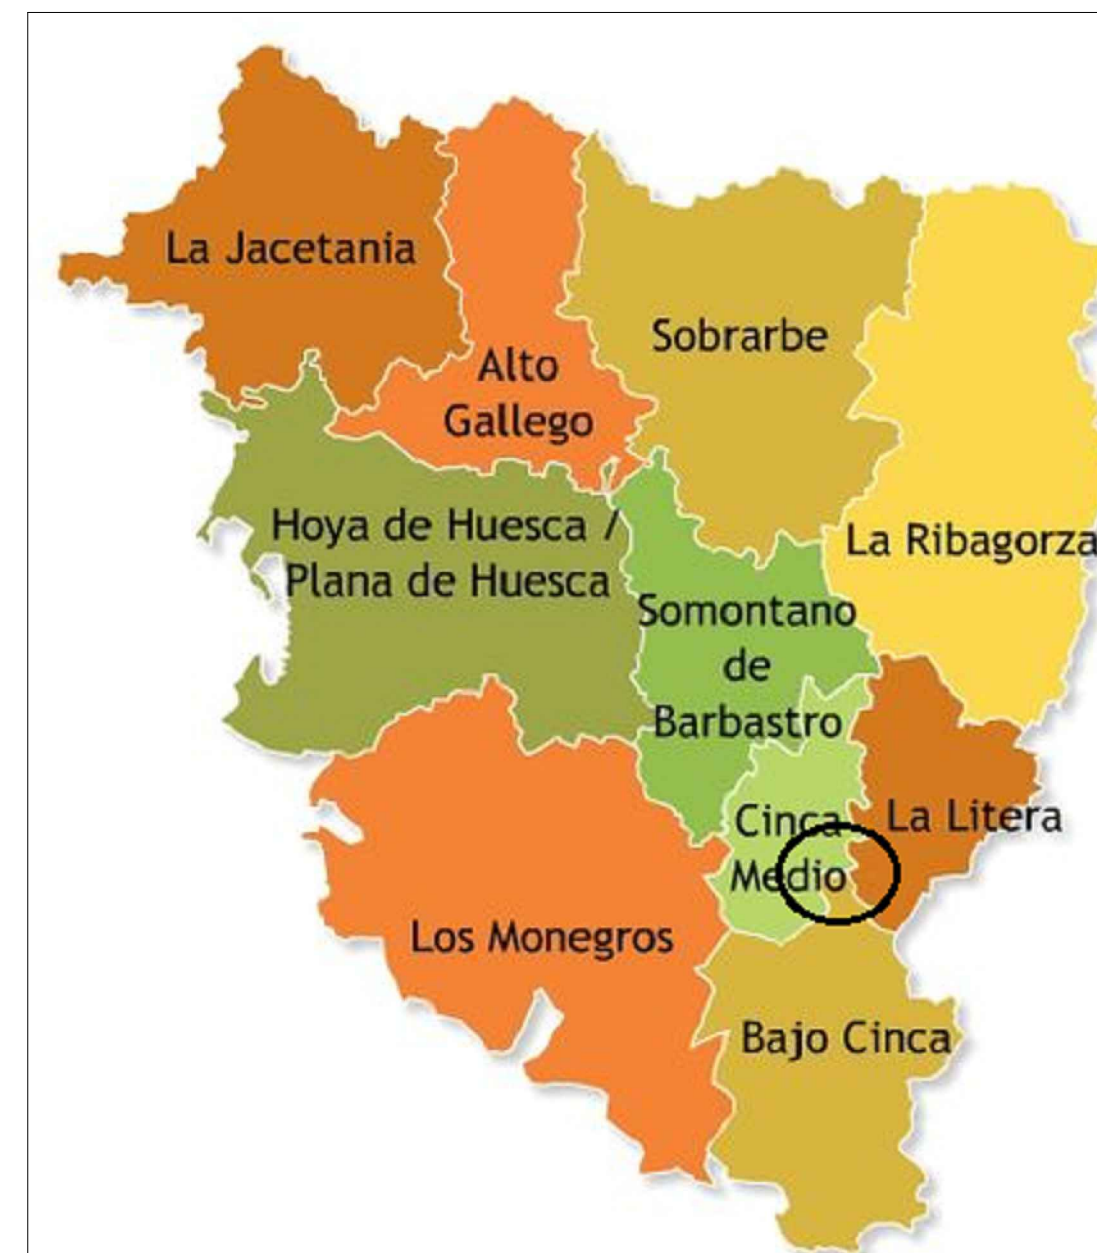 La Jacetania
Sobrarbe
Alto
Gallego
Hoya de Huesca /
Plana de Huesca
La Ribagorza
Somontano
de
Barbastro
Cinca
Medio
La Litera
Los Monegros
Bajo Cinca